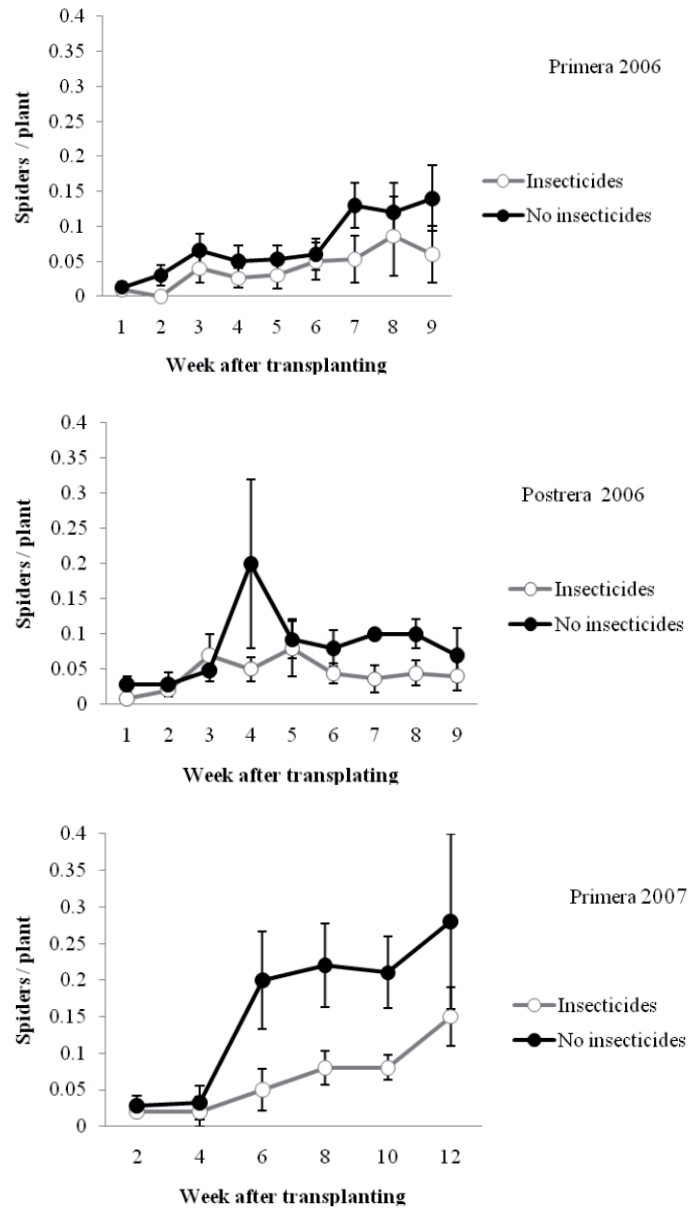 0.4
0.35
0.3
0.25
0.2
0.15
0.1
0.05
0
Spiders / plant
1 2 3 4 5 6 7 8 9
Week after transplanting
Primera 2006
Insecticides
No insecticides
0.4
0.35
0.3
0.25
0.2
0.15
0.1
0.05
0
Spiders / plant
1 2 3 4 5 6 7 8 9
Week after transplating
Postrera 2006
Insecticides
No insecticides
0.4
0.35
0.3
0.25
0.2
0.15
0.1
0.05
0
Spiders / plant
2 4 6 8 10 12
Week after transplanting
Primera 2007
Insecticides
No insecticides